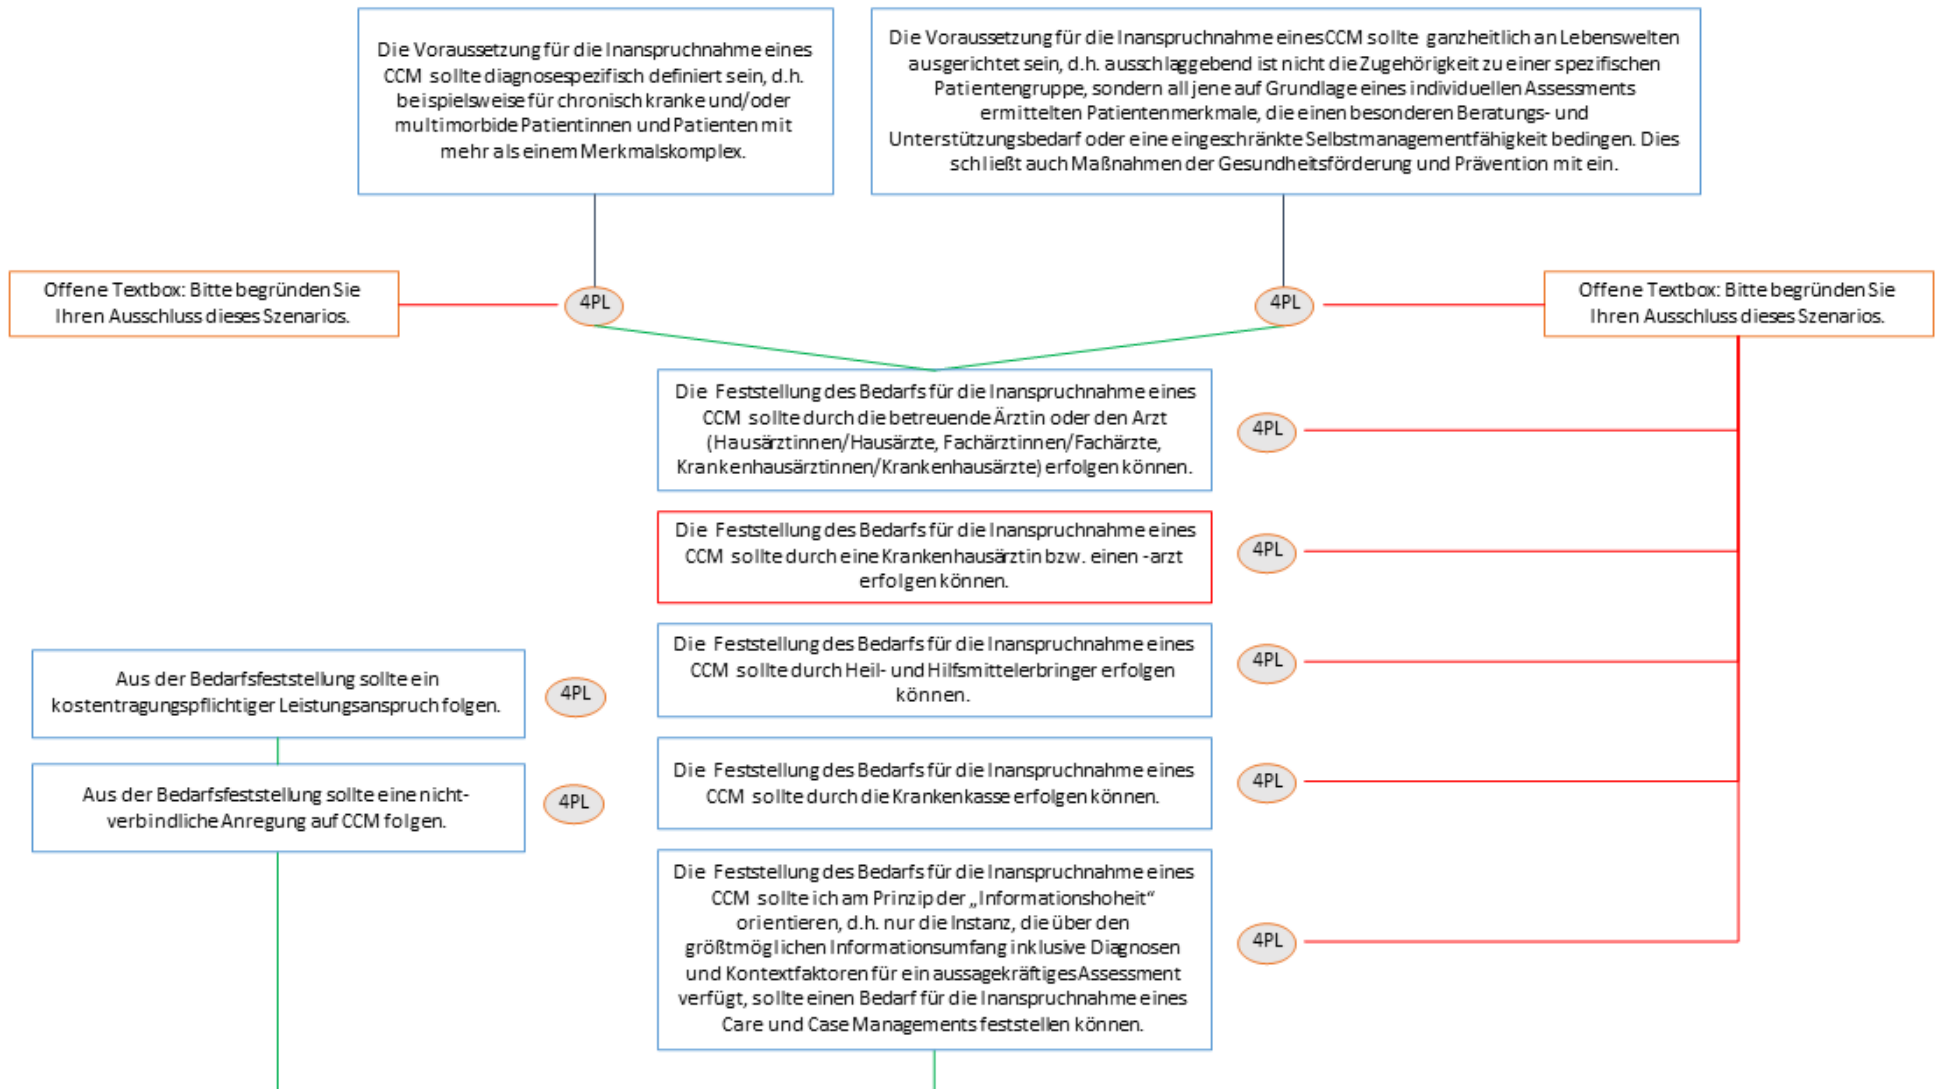 Die Voraussetzung für die Inanspruchnahme eines
CCM sollte diagnosespezifisch definiert sein, d.h.
beispielsweise für chronisch kranke und/oder
multimorbide Patientinnen und Patienten mit
mehr als einem Merkmalskomplex.
Die Voraussetzung für die Inanspruchnahme eines CCM sollte ganzheitlich an Lebenswelten
ausgerichtet sein, d.h. ausschlaggebend ist nicht die Zugehörigkeit zu einer spezifischen
Patientengruppe, sondern all jene auf Grundlage eines individuellen Assessments
ermittelten Patientenmerkmale, die einen besonderen Beratungs- und
Unterstützungsbedarf oder eine eingeschränkte Selbstmanagementfähigkeit bedingen. Dies
schließt auch Maßnahmen der Gesundheitsförderung und Prävention mit ein.
Offene Textbox: Bitte begründen Sie
Ihren Ausschluss dieses Szenarios.
4PL
4PL
Offene Textbox: Bitte begründen Sie
Ihren Ausschluss dieses Szenarios.
Die Feststellung des Bedarfs für die Inanspruchnahme eines
CCM sollte durch die betreuende Ärztin oder den Arzt
(Hausärztinnen/Hausärzte, Fachärztinnen/Fachärzte,
Krankenhausärztinnen/Krankenhausärzte) erfolgen können.
4PL
Die Feststellung des Bedarfs für die Inanspruchnahme eines
CCM sollte durch eine Krankenhausärztin bzw. einen -arzt
erfolgen können.
4PL
Die Feststellung des Bedarfs für die Inanspruchnahme eines
CCM sollte durch Heil- und Hilfsmittelerbringer erfolgen
können.
4PL
Aus der Bedarfsfeststellung sollte ein
kostentragungspflichtiger Leistungsanspruch folgen.
4PL
Die Feststellung des Bedarfs für die Inanspruchnahme eines
CCM sollte durch die Krankenkasse erfolgen können.
4PL
Aus der Bedarfsfeststellung sollte eine nicht-
verbindliche Anregung auf CCM folgen.
4PL
Die Feststellung des Bedarfs für die Inanspruchnahme eines
CCM sollte ich am Prinzip der „Informationshoheit“
orientieren, d.h. nur die Instanz, die über den
größtmöglichen Informationsumfang inklusive Diagnosen
und Kontextfaktoren für ein aussagekräftiges Assessment
verfügt, sollte einen Bedarf für die Inanspruchnahme eines
Care und Case Managements feststellen können.
4PL